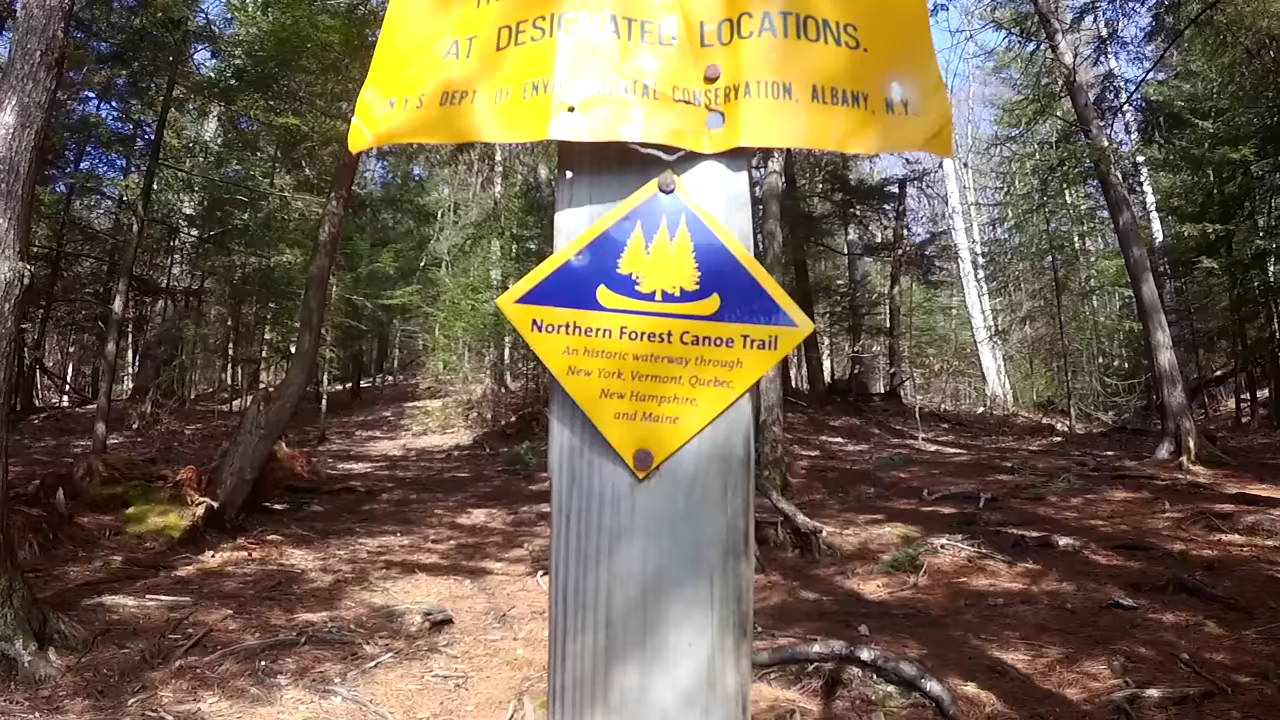 AT DESIGNATED LOCATIONS.
N.Y.S. DEPT. OF ENVIRONMENTAL CONSERVATION, ALBANY, N.Y.
Northern Forest Canoe Trail
An historic waterway through
New York, Vermont, Quebec,
New Hampshire,
and Maine